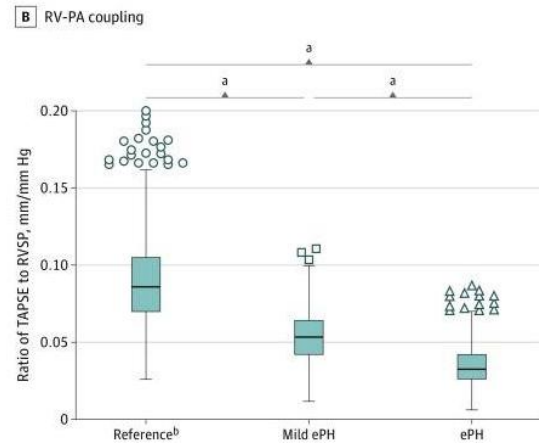 B RV-PA coupling
a
a
a
Ratio of TAPSE to RVSP, mm/mm Hg
0.20
0.15
0.10
0.05
0
Referenceᵇ
Mild ePH
ePH